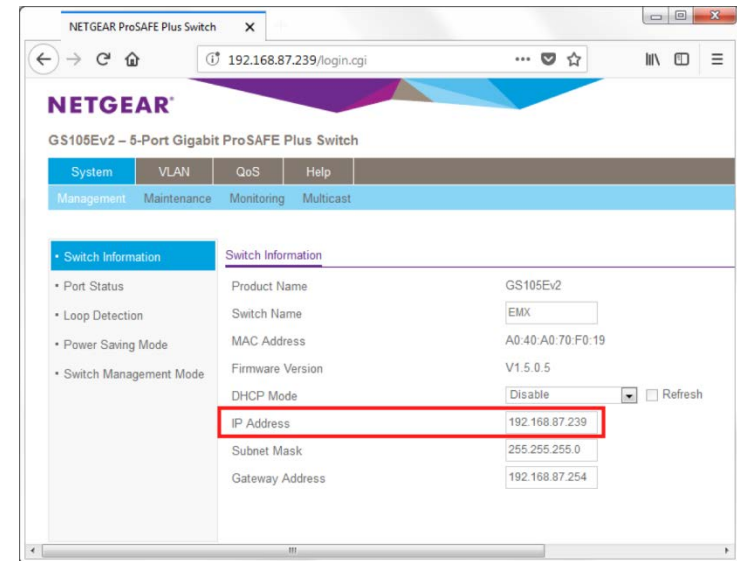 NETGEAR ProSAFE Plus Switch
192.168.87.239/login.cgi
NETGEAR®
GS105Ev2 – 5-Port Gigabit ProSAFE Plus Switch
System VLAN QoS Help
Management Maintenance Monitoring Multicast
• Switch Information
• Port Status
• Loop Detection
• Power Saving Mode
• Switch Management Mode
Switch Information
Product Name GS105Ev2
Switch Name EMX
MAC Address A0:40:A0:70:F0:19
Firmware Version V1.5.0.5
DHCP Mode Disable Refresh
IP Address 192.168.87.239
Subnet Mask 255.255.255.0
Gateway Address 192.168.87.254